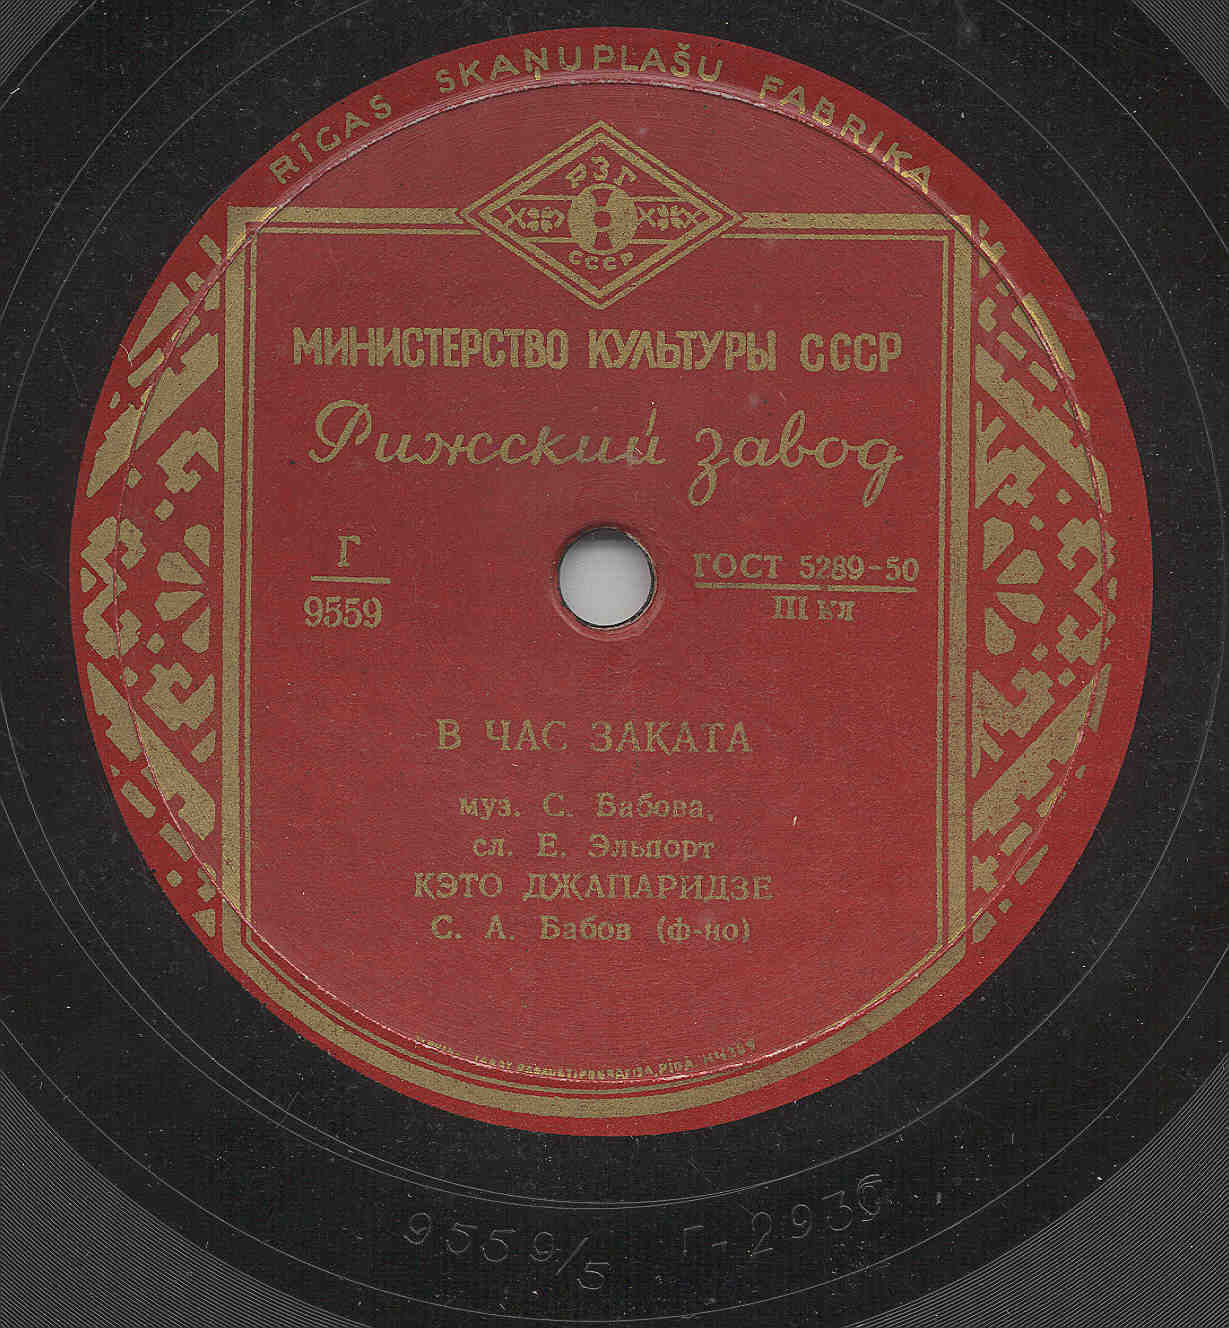 RĪGAS SKAŅUPLAŠU FABRIKA
РЗГ
СССР
МИНИСТЕРСТВО КУЛЬТУРЫ СССР
Рижский завод
Г
9559
ГОСТ 5289-50
III кл
В ЧАС ЗАКАТА
муз. С. Бабова,
сл. Е. Эльпорт
КЭТО ДЖАПАРИДЗЕ
С. А. Бабов (ф-но)
RĪGĀ
9559/5 Г-2936